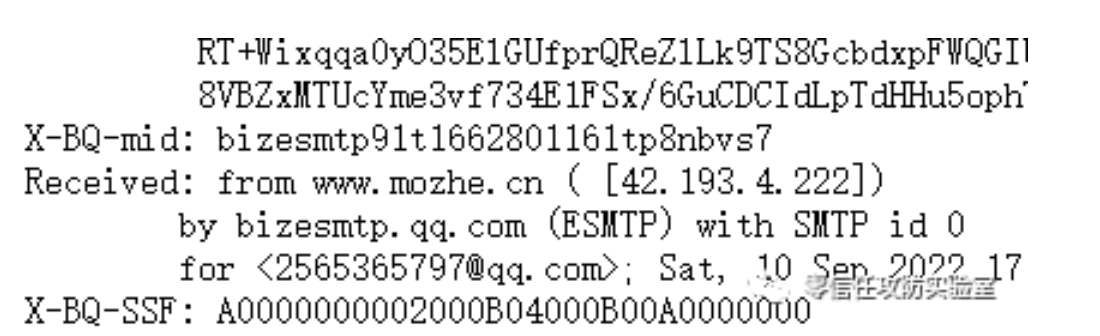 RT+Wixqqa0yO35E1GUfprQReZ1Lk9TS8GcbdxpFWQGI
8VBZxMTUcYme3vf734E1FSx/6GuCDCIdLpTdHHu5oph
X-BQ-mid: bizesmtp91t1662801161tp8nbvs7
Received: from www.mozhe.cn ( [42.193.4.222])
by bizesmtp.qq.com (ESMTP) with SMTP id 0
for <2565365797@qq.com>; Sat, 10 Sep 2022 17
零信任攻防实验室
X-BQ-SSF: A0000000002000B04000B00A0000000